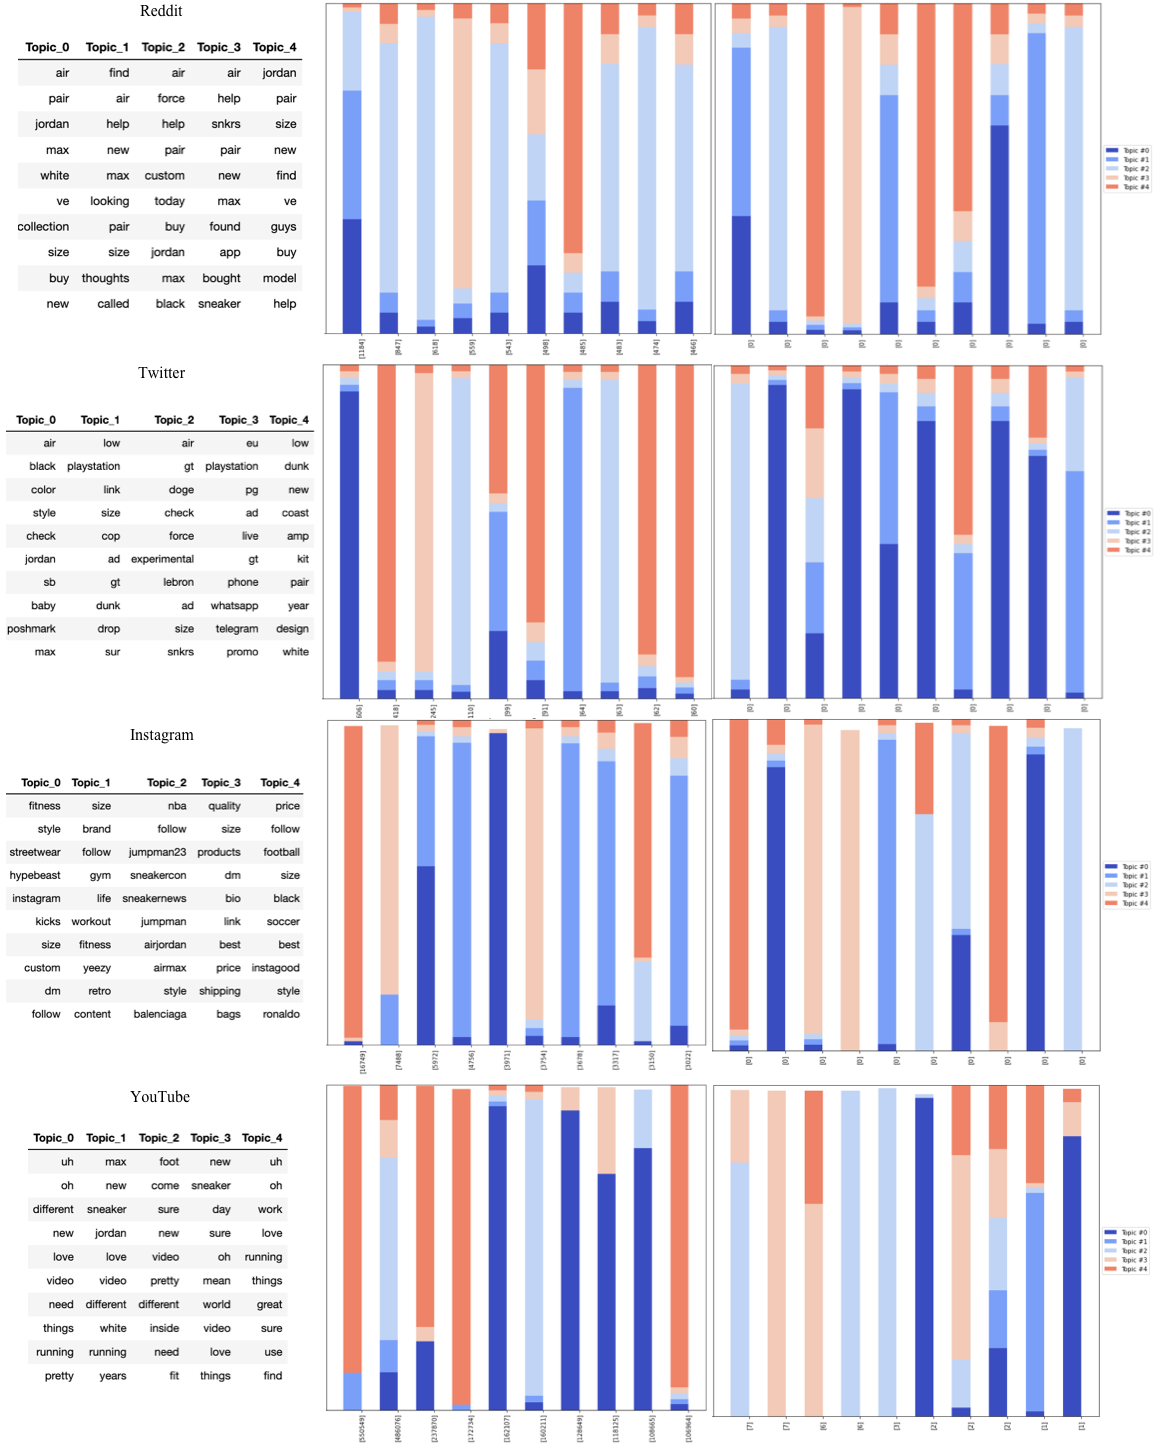 Reddit
Topic_0 Topic_1 Topic_2 Topic_3 Topic_4
air find air air jordan
pair air force help pair
jordan help help snkrs size
max new pair pair new
white max custom new find
ve looking today max ve
collection pair buy found guys
size size jordan app buy
buy thoughts max bought model
new called black sneaker help
[1184] [847] [618] [559] [543] [498] [485] [483] [474] [466]
[0] [0] [0] [0] [0] [0] [0] [0] [0] [0]
Topic #0
Topic #1
Topic #2
Topic #3
Topic #4
Twitter
Topic_0 Topic_1 Topic_2 Topic_3 Topic_4
air low air eu low
black playstation gt playstation dunk
color link doge pg new
style size check ad coast
check cop force live amp
jordan ad experimental gt kit
sb gt lebron phone pair
baby dunk ad whatsapp year
poshmark drop size telegram design
max sur snkrs promo white
606] 418] 245] 110] [99] [91] [64] [63] [62] [60]
[0] [0] [0] [0] [0] [0] [0] [0] [0] [0]
Topic #0
Topic #1
Topic #2
Topic #3
Topic #4
Instagram
Topic_0 Topic_1 Topic_2 Topic_3 Topic_4
fitness size nba quality price
style brand follow size follow
streetwear follow jumpman23 products football
hypebeast gym sneakercon dm size
instagram life sneakernews bio black
kicks workout jumpman link soccer
size fitness airjordan best best
custom yeezy airmax price instagood
dm retro style shipping style
follow content balenciaga bags ronaldo
[16749] [7488] [5972] [4756] [3971] [3754] [3678] [3317] [3150] [3022]
[0] [0] [0] [0] [0] [0] [0] [0] [0] [0]
Topic #0
Topic #1
Topic #2
Topic #3
Topic #4
YouTube
Topic_0 Topic_1 Topic_2 Topic_3 Topic_4
uh max foot new uh
oh new come sneaker oh
different sneaker sure day work
new jordan new sure love
love love video oh running
video video pretty mean things
need different different world great
things white inside video sure
running running need love use
pretty years fit things find
[550549] [486076] [237870] [172734] [162107] [160211] [128649] [118325] [108665] [106964]
[7] [7] [6] [6] [3] [2] [2] [2] [1] [1]
Topic #0
Topic #1
Topic #2
Topic #3
Topic #4